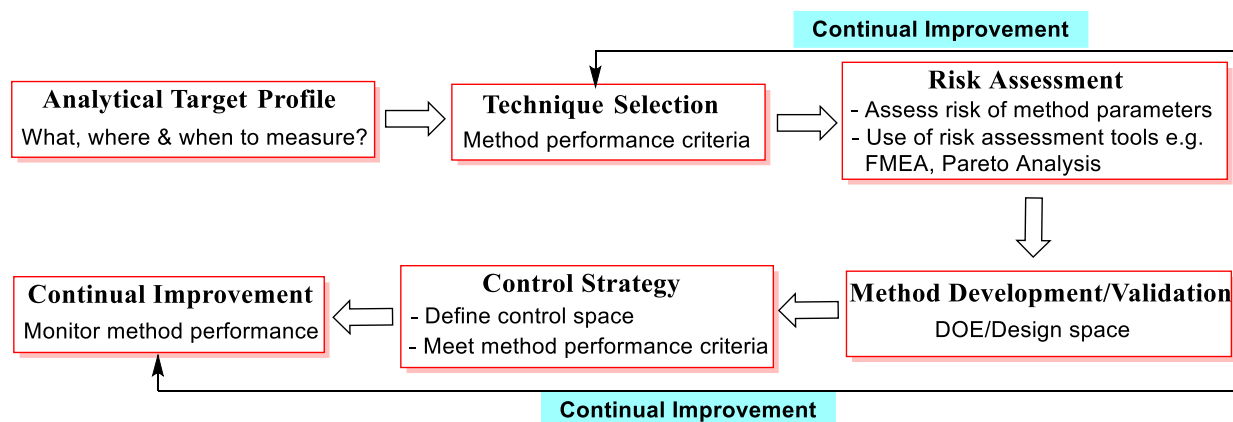 Continual Improvement
Analytical Target Profile
What, where & when to measure?
Technique Selection
Method performance criteria
Risk Assessment
- Assess risk of method parameters
- Use of risk assessment tools e.g.
FMEA, Pareto Analysis
Continual Improvement
Monitor method performance
Control Strategy
- Define control space
- Meet method performance criteria
Method Development/Validation
DOE/Design space
Continual Improvement